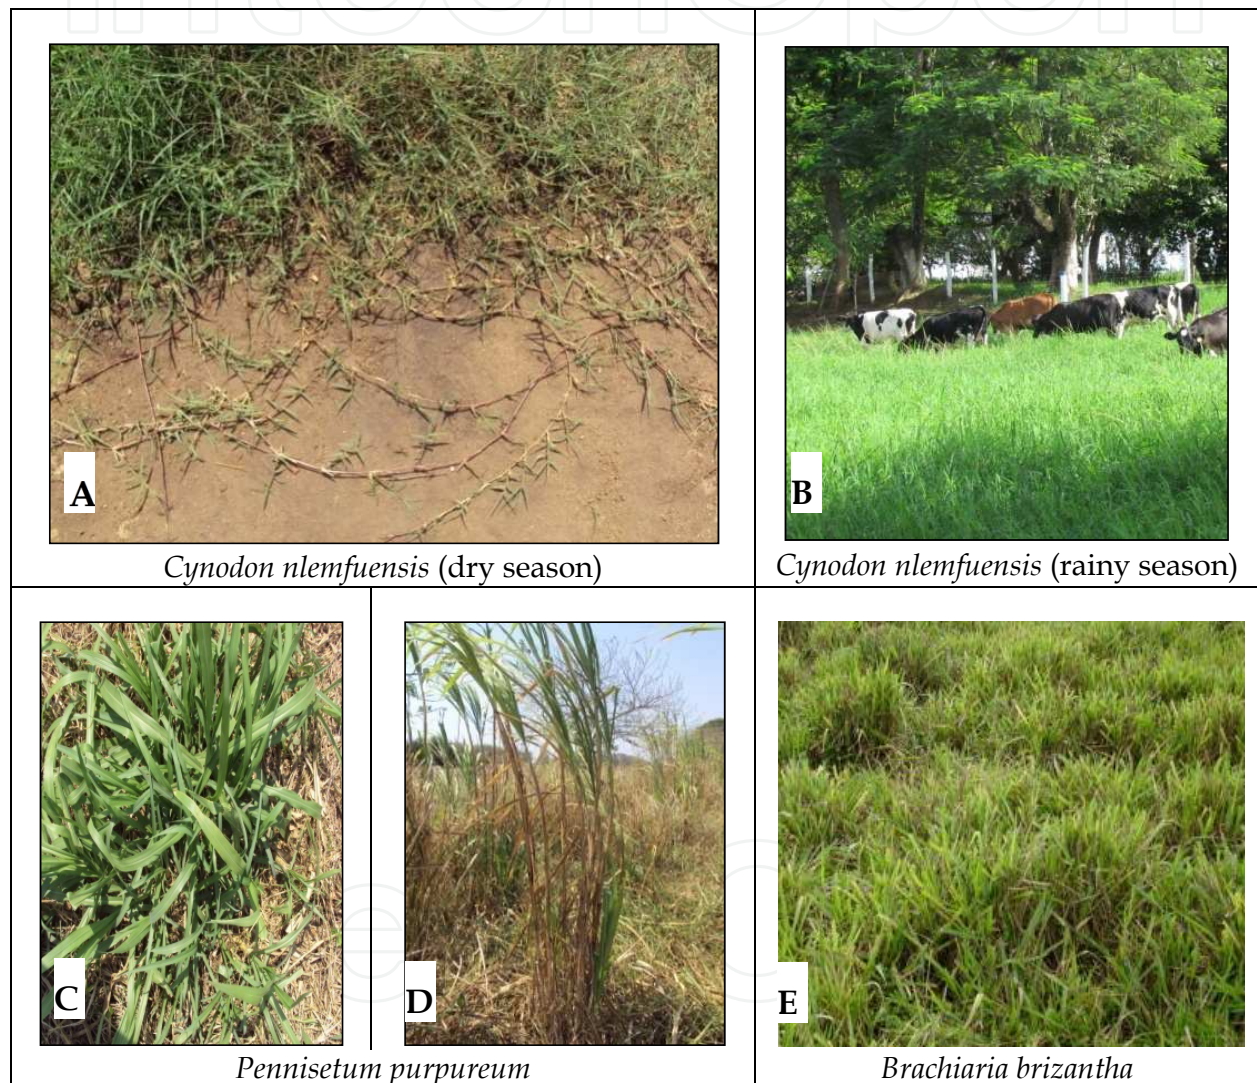 A
B
Cynodon nlemfuensis (dry season)
Cynodon nlemfuensis (rainy season)
C
D
E
Pennisetum purpureum
Brachiaria brizantha